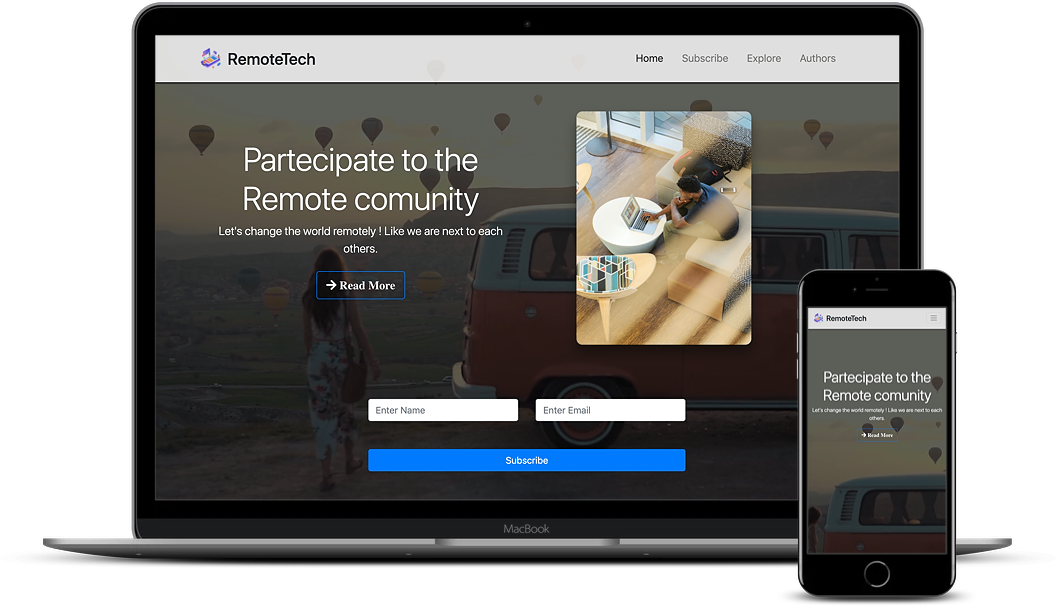 RemoteTech
Home Subscribe Explore Authors
Partecipate to the
Remote comunity
Let's change the world remotely ! Like we are next to each
others.
Read More
Enter Name Enter Email
Subscribe
MacBook
RemoteTech
Partecipate to the
Remote comunity
Let's change the world remotely ! Like we are next to each
others.
Read More